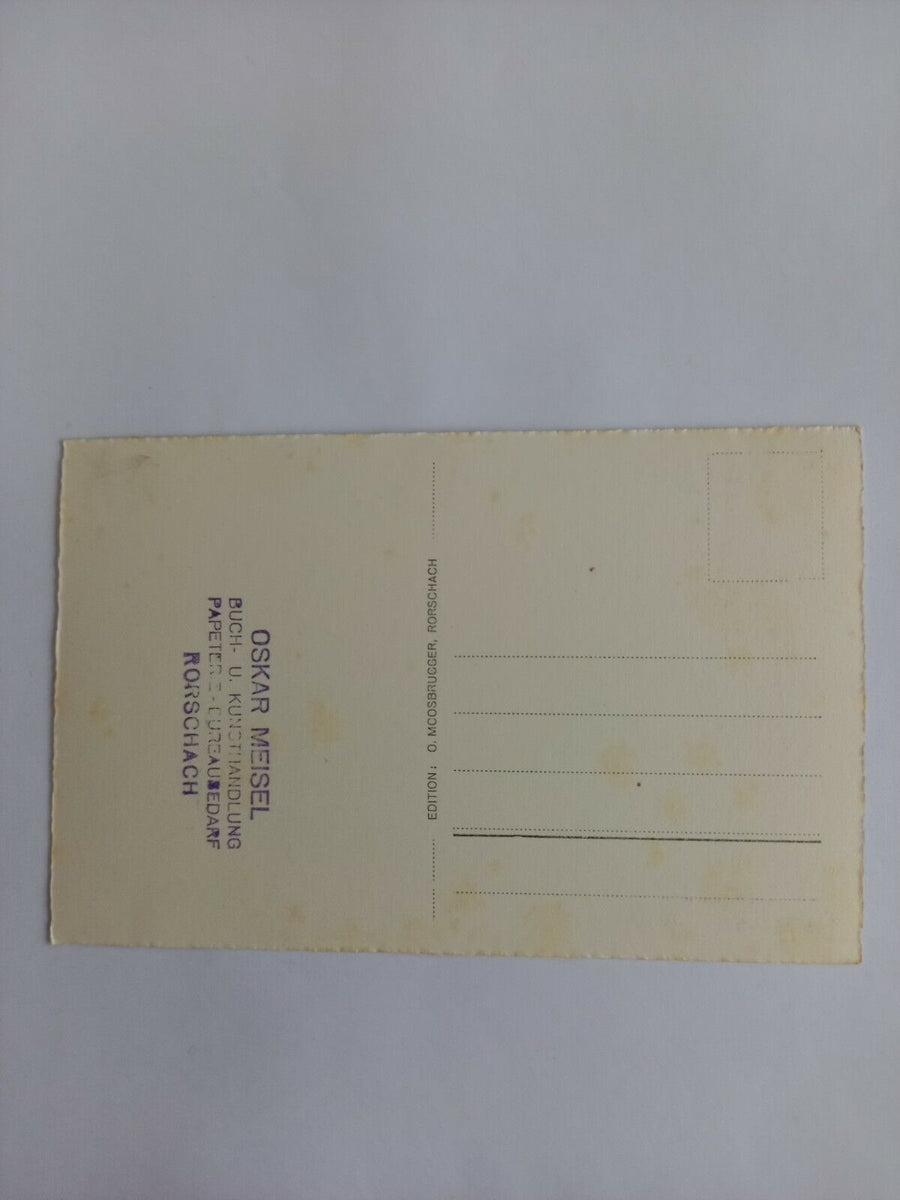 OSKAR MEISEL
BUCH- U. KUNSTHANDLUNG
PAPETERIE - BUREAUBEDARF
RORSCHACH
EDITION: O. MOOSBRUGGER, RORSCHACH